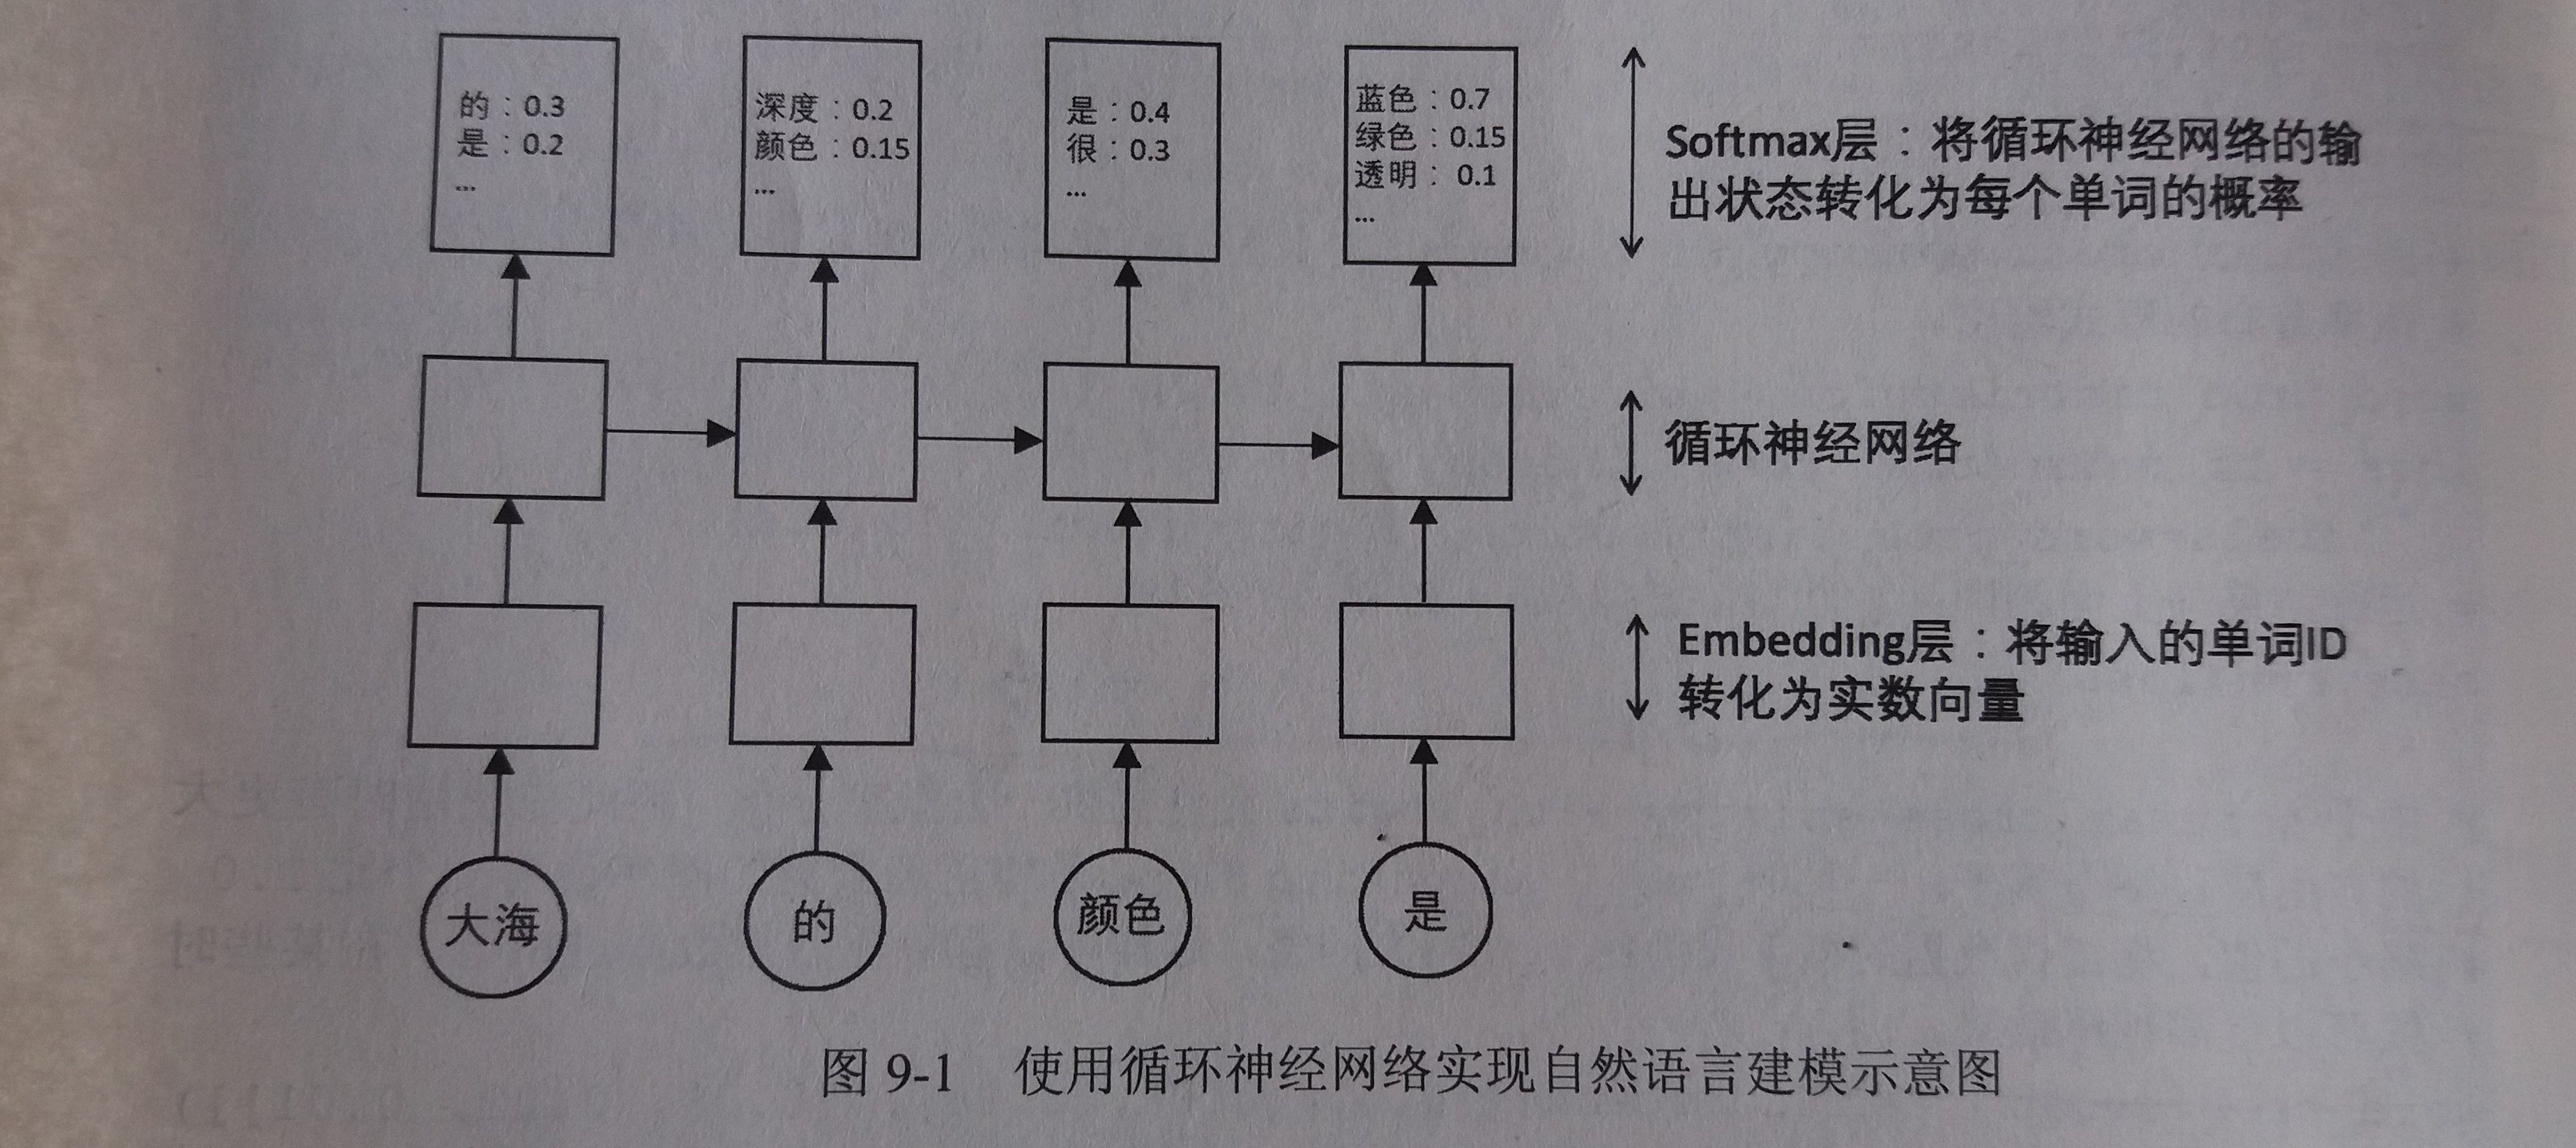 的：0.3
是：0.2
...
深度：0.2
颜色：0.15
...
是：0.4
很：0.3
...
蓝色：0.7
绿色：0.15
透明：0.1
...
Softmax层：将循环神经网络的输
出状态转化为每个单词的概率
循环神经网络
Embedding层：将输入的单词ID
转化为实数向量
大海
的
颜色
是
图 9-1 使用循环神经网络实现自然语言建模示意图